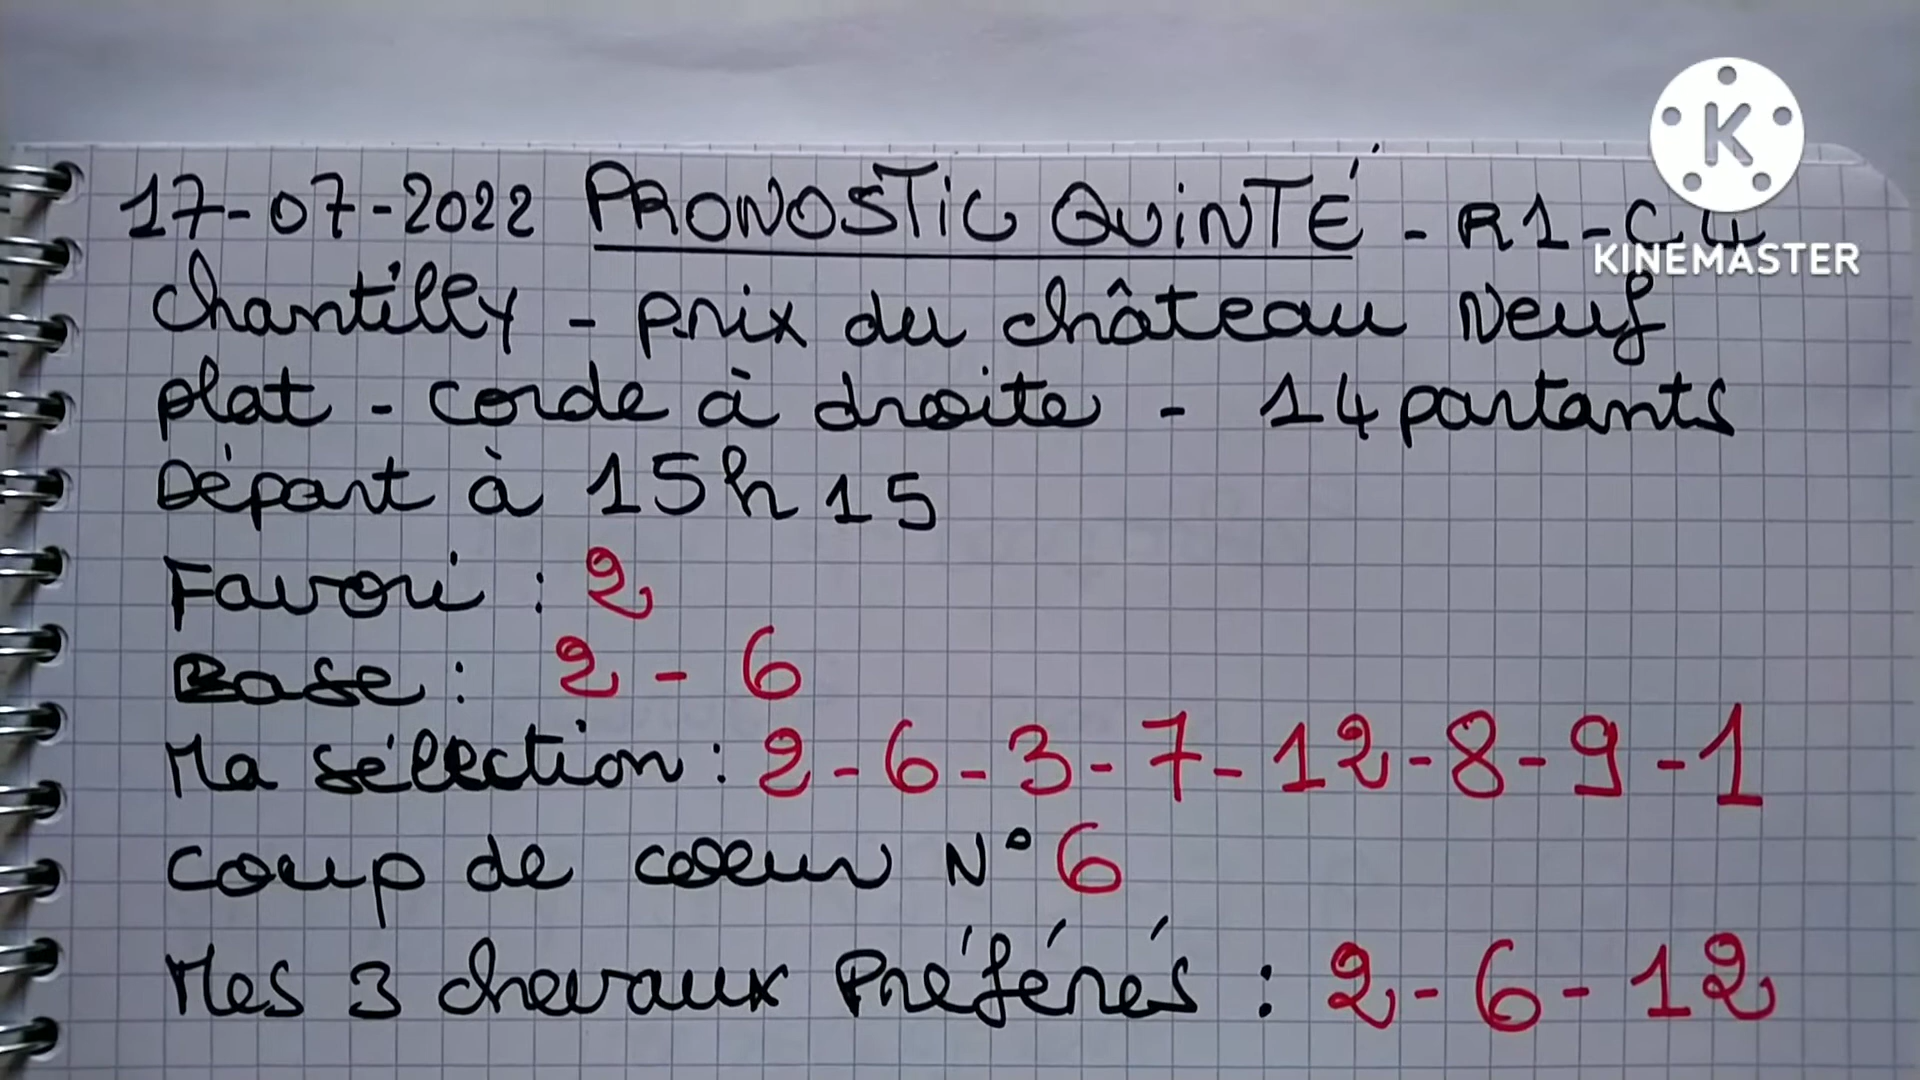 17-07-2022 PRONOSTIC QUINTÉ - R1-C4
KINEMASTER
Chantilly - prix du château Neuf
plat - corde à droite - 14 partants
Départ à 15h15
Favori : 2
Base : 2 - 6
Ma sélection : 2-6-3-7-12-8-9-1
coup de coeur N° 6
Mes 3 chevaux Préférés : 2-6-12